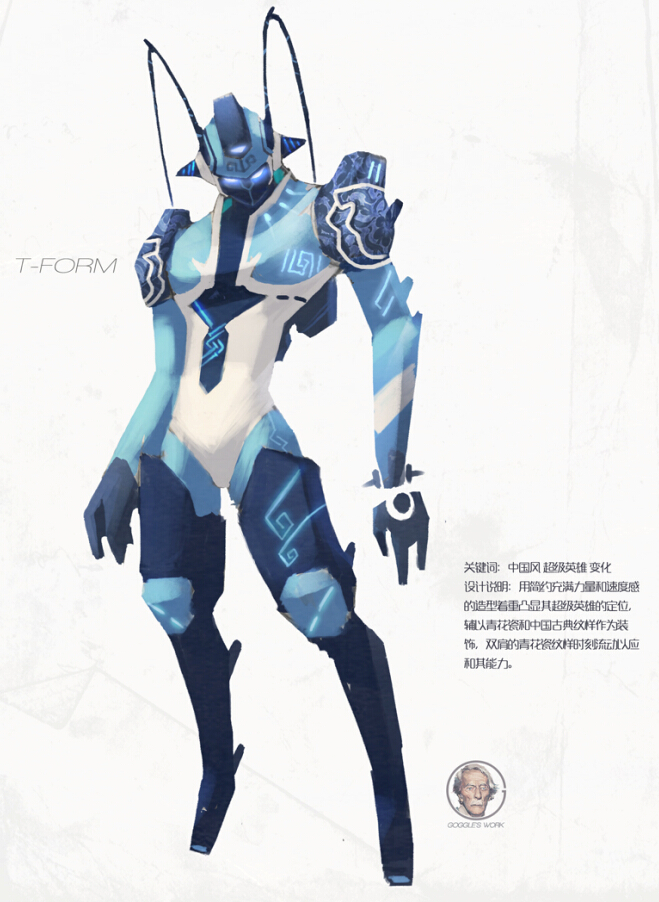 T-FORM
关键词：中国风 超级英雄 变化
设计说明：用简约充满力量和速度感
的造型着重凸显其超级英雄的定位，
辅以青花瓷和中国古典纹样作为装
饰，双肩的青花瓷纹样时刻流动以应
和其能力。
GOGGLE'S WORK